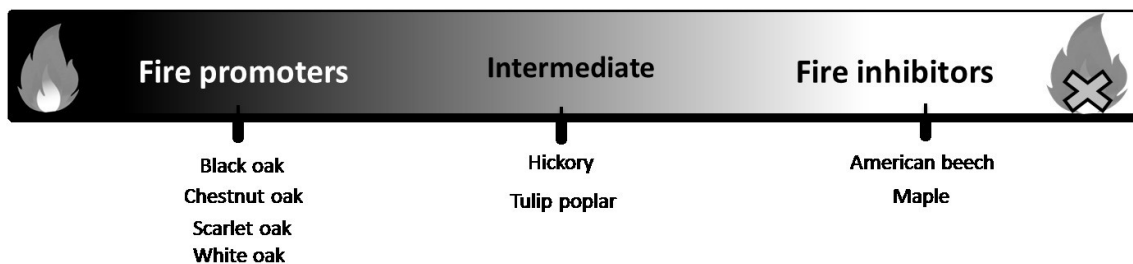 Fire promoters
Intermediate
Fire inhibitors
Black oak
Chestnut oak
Scarlet oak
White oak
Hickory
Tulip poplar
American beech
Maple